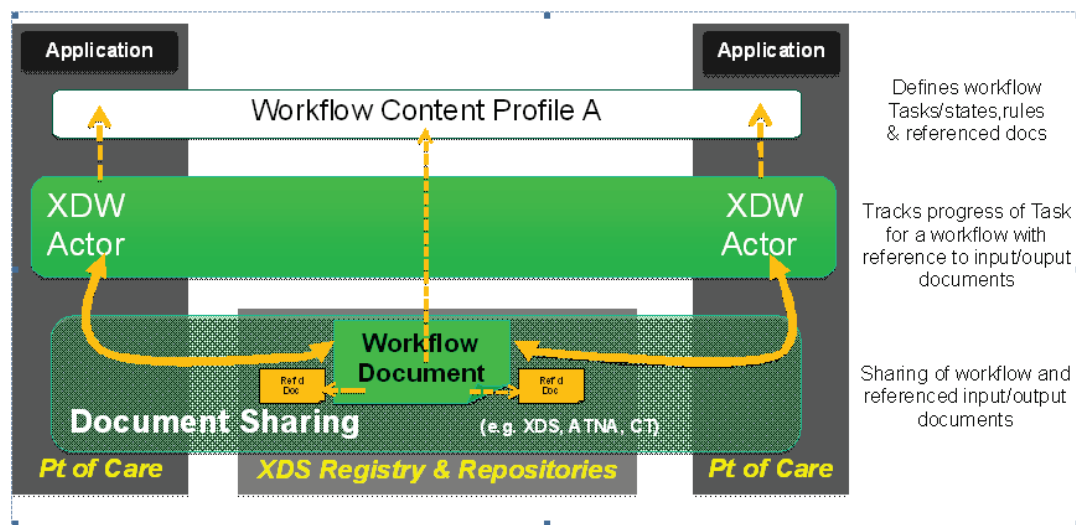 Application
Application
Workflow Content Profile A
Defines workflow
Tasks/states,rules
& referenced docs
XDW
Actor
XDW
Actor
Tracks progress of Task
for a workflow with
reference to input/ouput
documents
Workflow
Document
Ref'd
Doc
Ref'd
Doc
Document Sharing
(e.g. XDS, ATNA, CT)
Sharing of workflow and
referenced input/output
documents
Pt of Care
XDS Registry & Repositories
Pt of Care